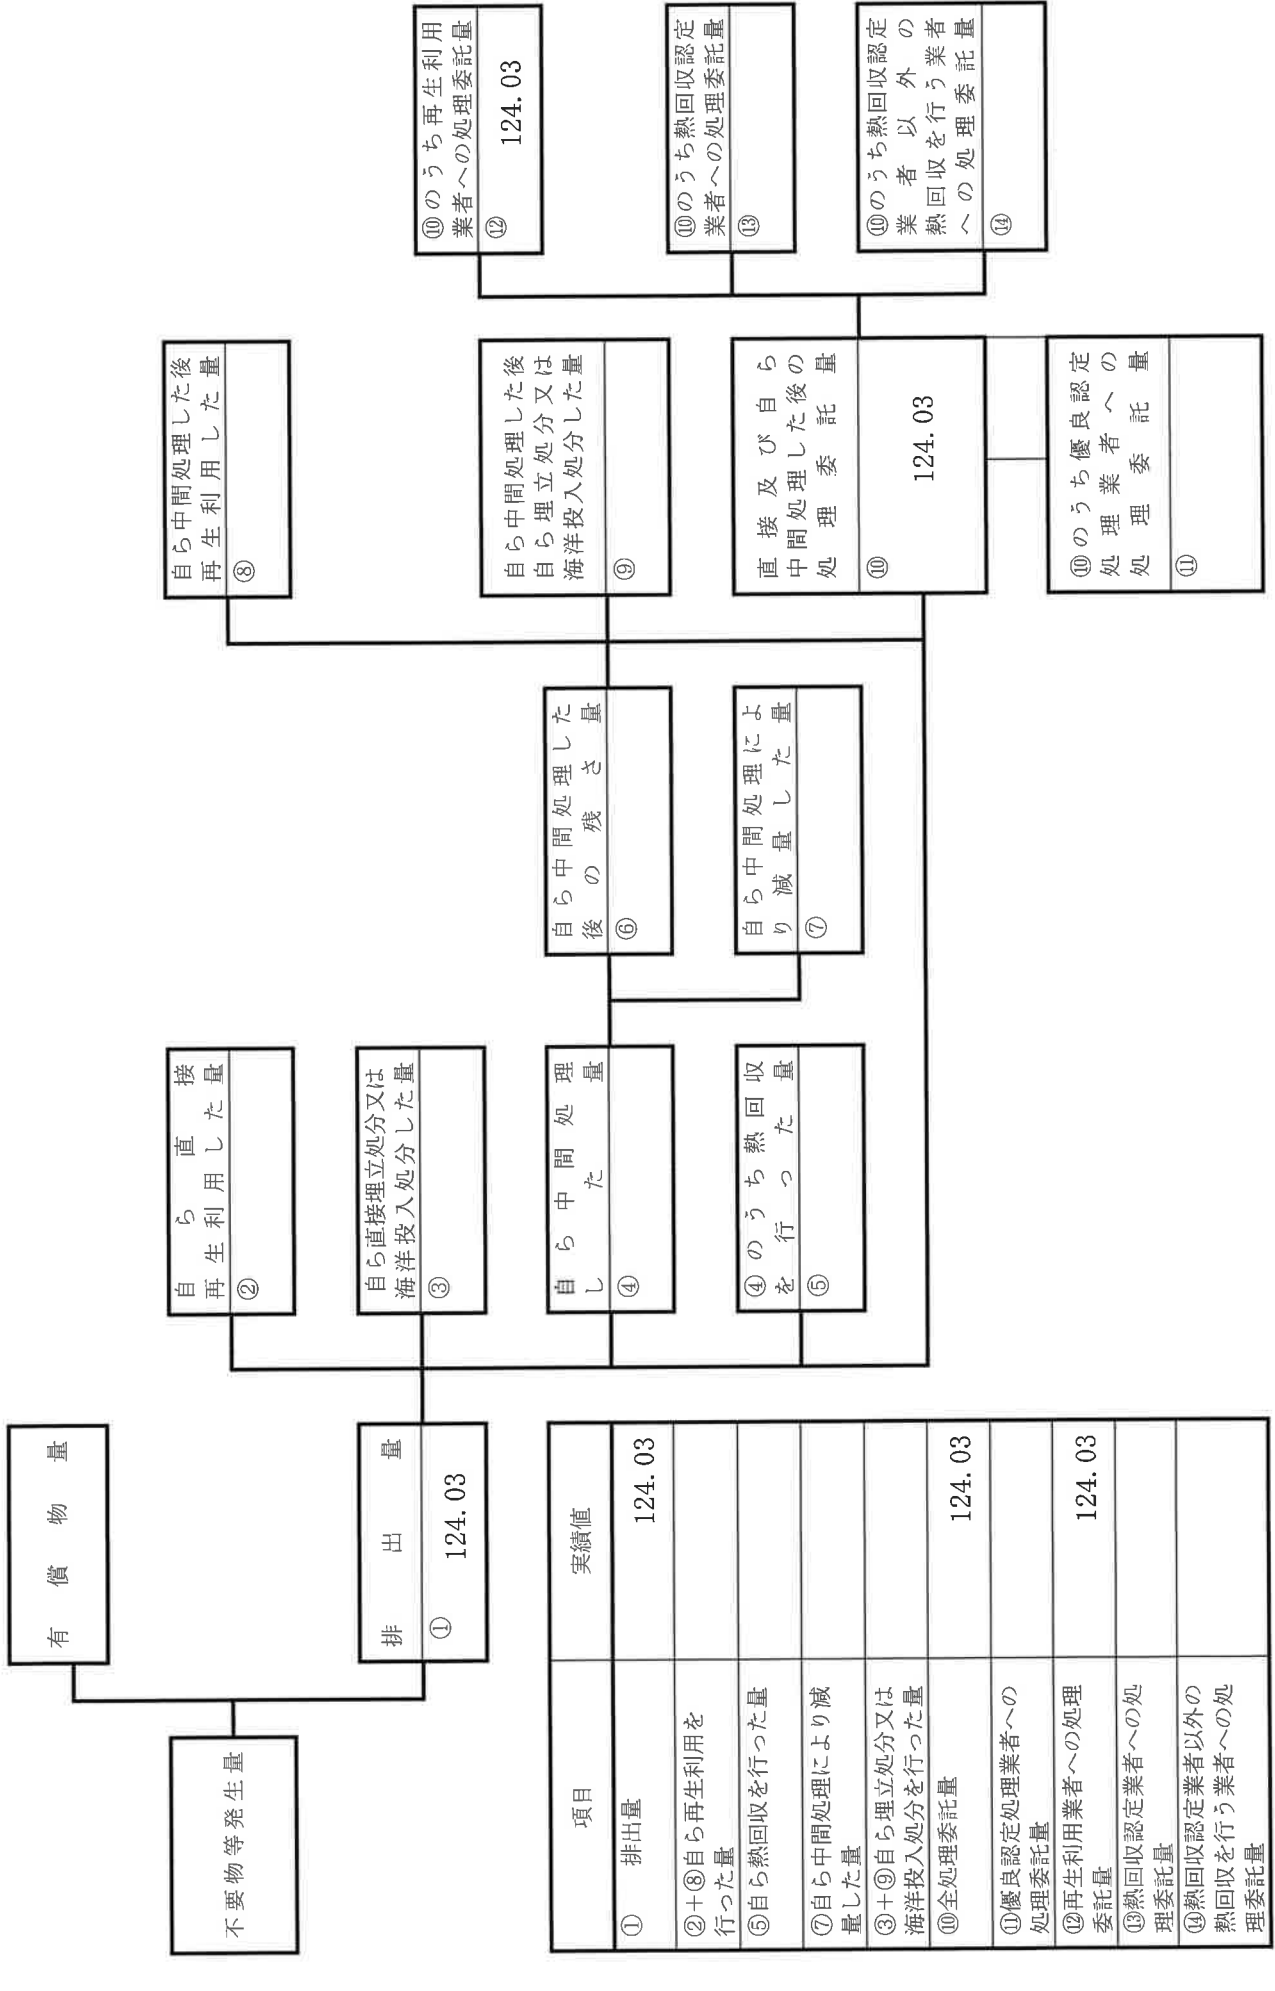 有償物量
不要物等発生量
排出量
①
124.03
自ら直接
再生利用した量
②
自ら直接埋立処分又は
海洋投入処分した量
③
自ら中間処理
した量
④
④のうち熱回収
を行った量
⑤
自ら中間処理した
後の残さ量
⑥
自ら中間処理によ
り減量した量
⑦
自ら中間処理した後
再生利用した量
⑧
自ら中間処理した後
自ら埋立処分又は
海洋投入処分した量
⑨
直接及び自ら
中間処理した後の
処理委託量
⑩
124.03
⑩のうち優良認定
処理業者への
処理委託量
⑪
⑩のうち再生利用
業者への処理委託量
⑫
124.03
⑩のうち熱回収認定
業者への処理委託量
⑬
⑩のうち熱回収認定
業者以外の
熱回収を行う業者
への処理委託量
⑭
項目 実績値
① 排出量 124.03
②＋⑧自ら再生利用を
行った量
⑤自ら熱回収を行った量
⑦自ら中間処理により減
量した量
③＋⑨自ら埋立処分又は
海洋投入処分を行った量
⑩全処理委託量 124.03
⑪優良認定処理業者への
処理委託量
⑫再生利用業者への処理
委託量 124.03
⑬熱回収認定業者への処
理委託量
⑭熱回収認定業者以外の
熱回収を行う業者への処
理委託量